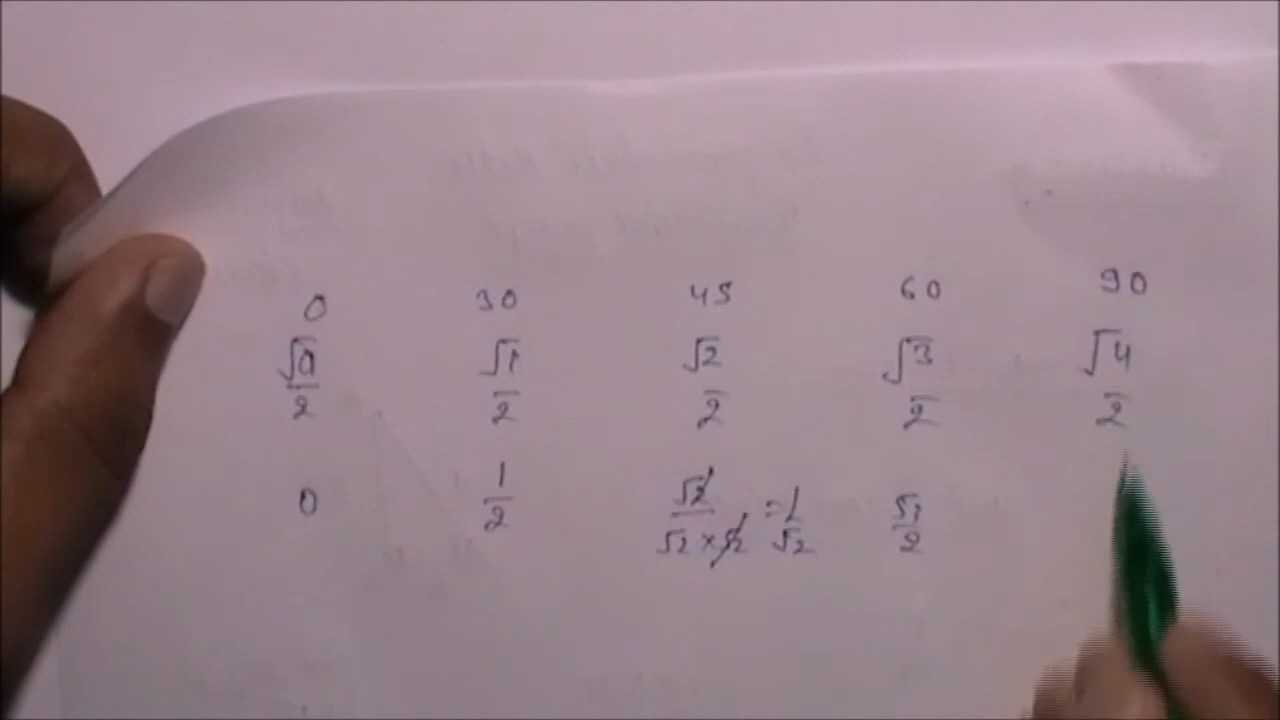 0 30 45 60 90
√0/2 √1/2 √2/2 √3/2 √4/2
0 1/2 √2/√2×√2 = 1/√2 √3/2